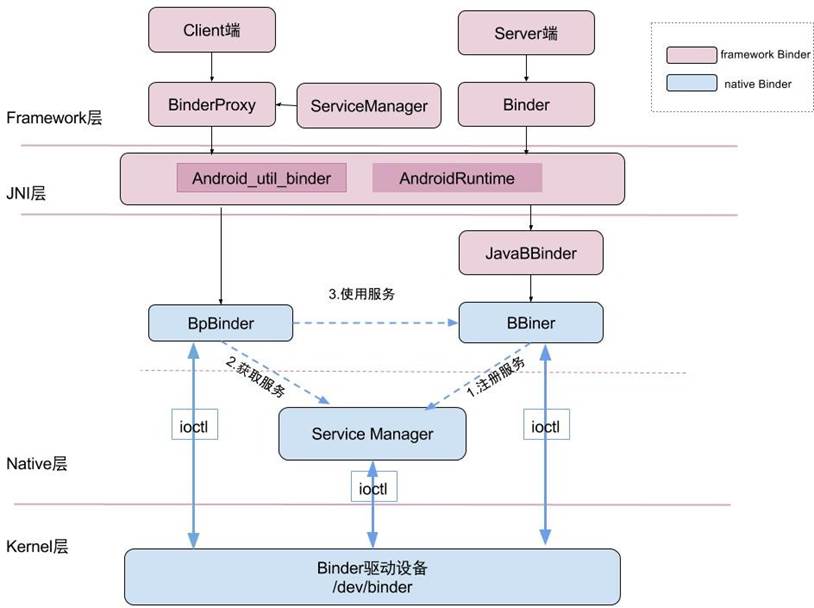 Client端
Server端
framework Binder
native Binder
BinderProxy
ServiceManager
Binder
Framework层
Android_util_binder
AndroidRuntime
JNI层
JavaBBinder
3.使用服务
BpBinder
BBiner
2.获取服务
1.注册服务
ioctl
ioctl
Service Manager
Native层
ioctl
Kernel层
Binder驱动设备
/dev/binder